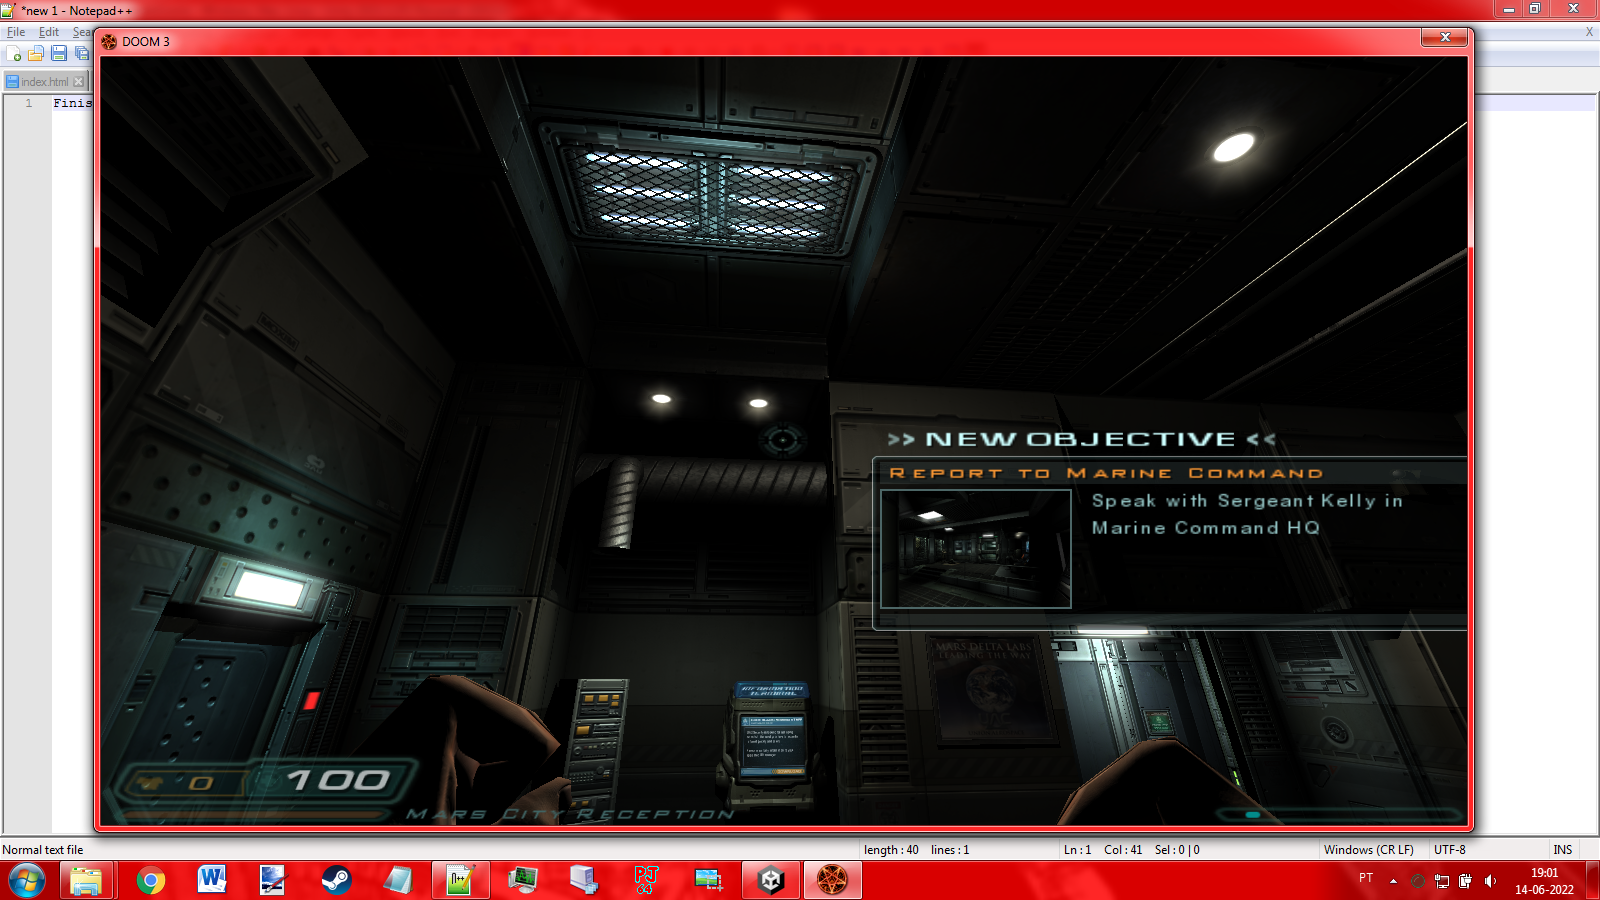 *new 1 - Notepad++
File Edit Sea
X
DOOM 3
index.html
1 Finis
>> NEW OBJECTIVE <<
REPORT TO MARINE COMMAND
Speak with Sergeant Kelly in
Marine Command HQ
MARS DELTA LABS
LEADING THE WAY
INFORMATION
TERMINAL
0 100
MARS CITY RECEPTION
Normal text file length : 40 lines : 1 Ln : 1 Col : 41 Sel : 0 | 0 Windows (CR LF) UTF-8 INS
PT
19:01
14-06-2022